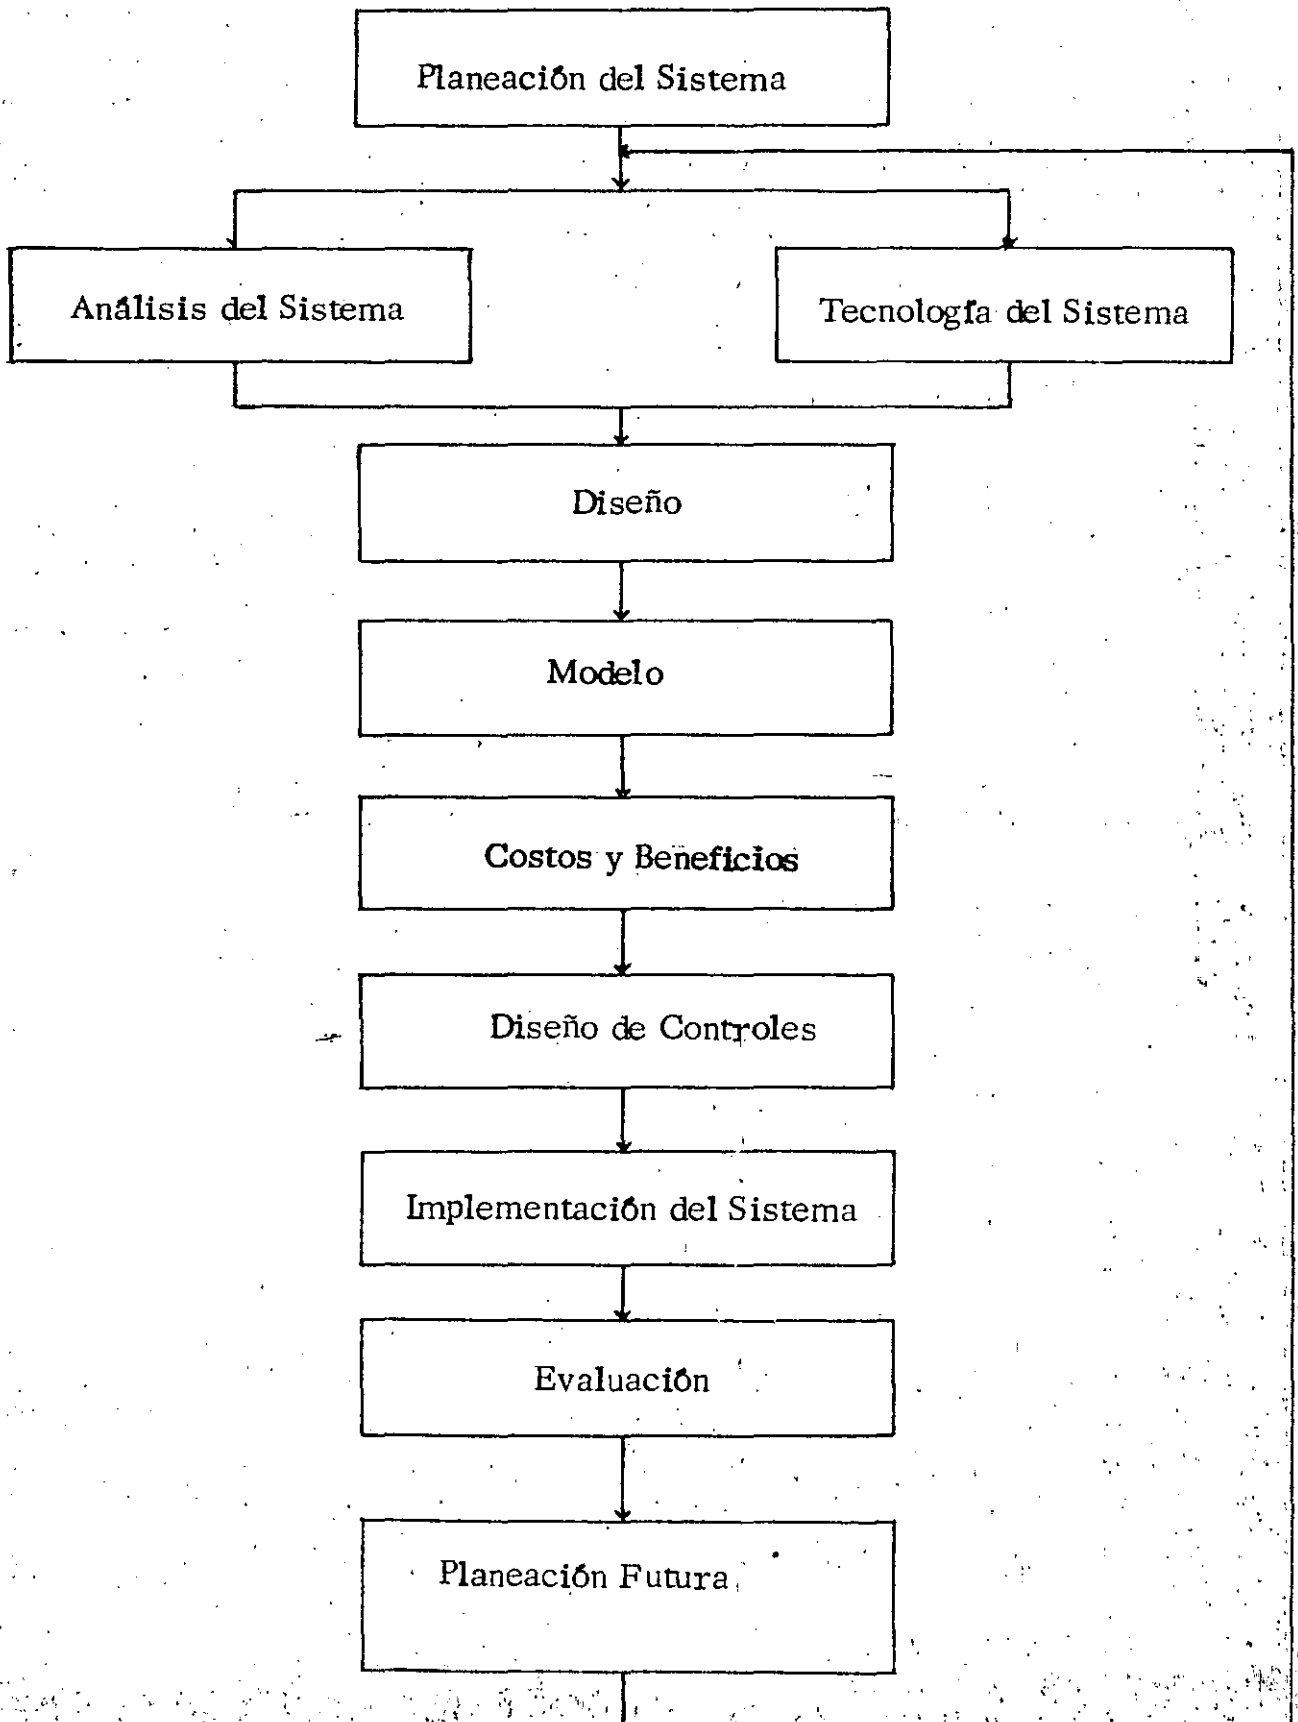 Planeación del Sistema
Análisis del Sistema
Tecnología del Sistema
Diseño
Modelo
Costos y Beneficios
Diseño de Controles
Implementación del Sistema
Evaluación
Planeación Futura